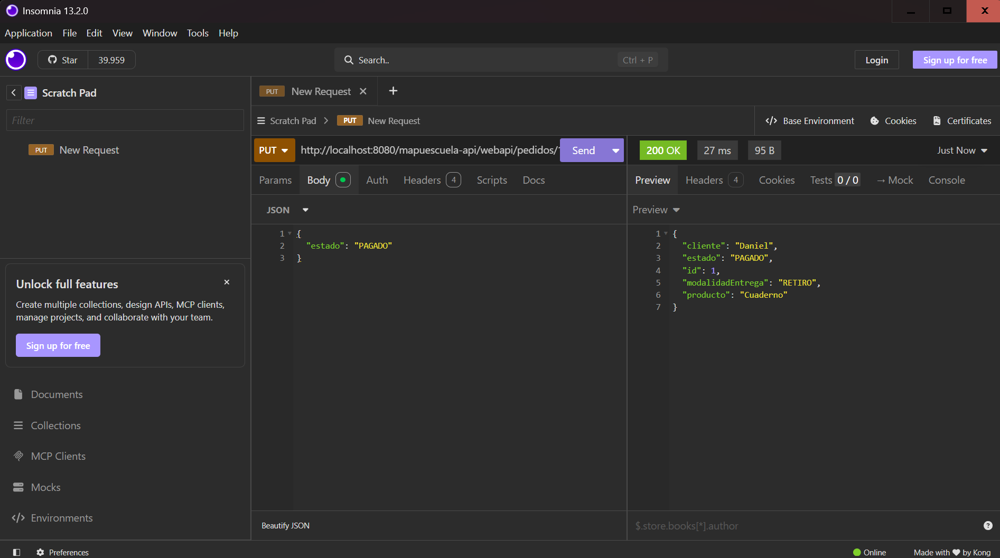 Insomnia 13.2.0
Application File Edit View Window Tools Help
Star 39.959
Search.. Ctrl + P
Login Sign up for free
Scratch Pad
Filter
PUT New Request
Unlock full features
Create multiple collections, design APIs, MCP clients,
manage projects, and collaborate with your team.
Sign up for free
Documents
Collections
MCP Clients
Mocks
Environments
Preferences
PUT New Request
Scratch Pad PUT New Request
Base Environment Cookies Certificates
PUT http://localhost:8080/mapuescuela-api/webapi/pedidos/ Send
Params Body Auth Headers 4 Scripts Docs
JSON
1 {
2 "estado": "PAGADO"
3 }
Beautify JSON
200 OK 27 ms 95 B Just Now
Preview Headers 4 Cookies Tests 0 / 0 → Mock Console
Preview
1 {
2 "cliente": "Daniel",
3 "estado": "PAGADO",
4 "id": 1,
5 "modalidadEntrega": "RETIRO",
6 "producto": "Cuaderno"
7 }
$.store.books[*].author
Online Made with ❤ by Kong